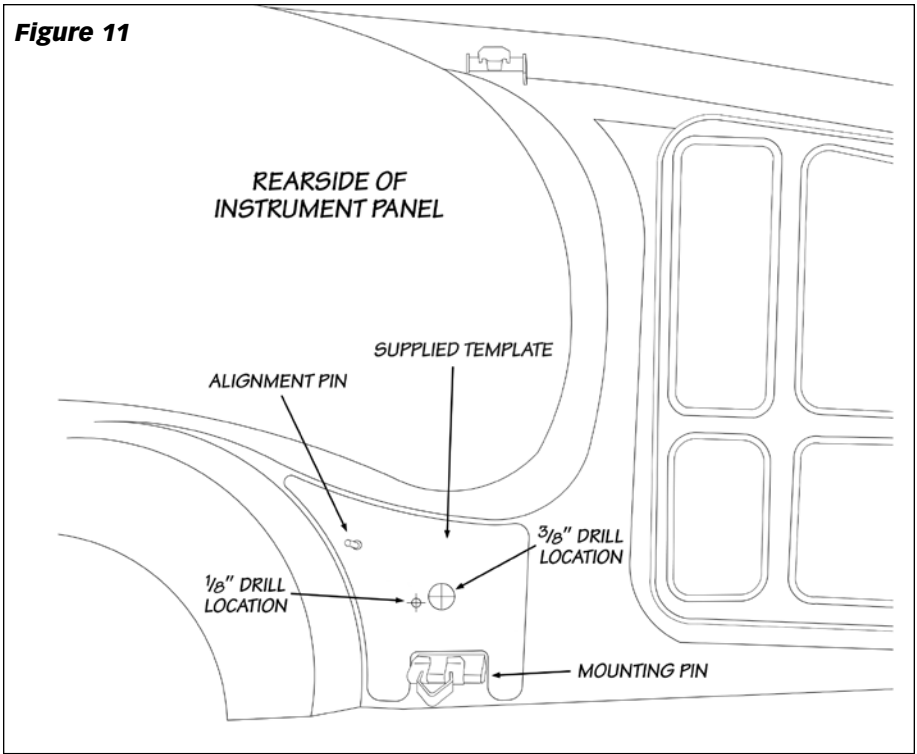 Figure 11
REARSIDE OF
INSTRUMENT PANEL
SUPPLIED TEMPLATE
ALIGNMENT PIN
3/8" DRILL
LOCATION
1/8" DRILL
LOCATION
MOUNTING PIN